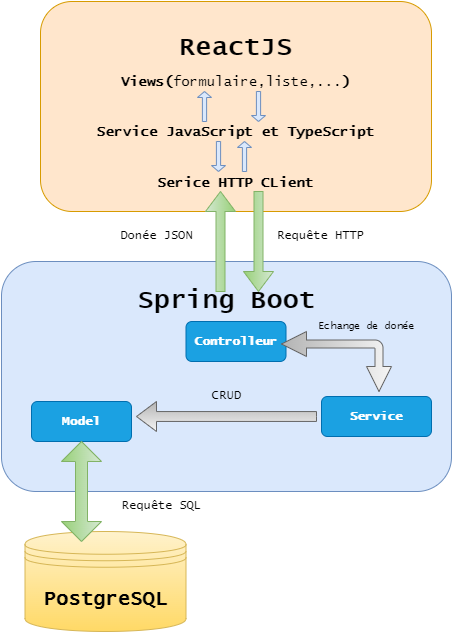 ReactJS
Views(formulaire,liste,...)
Service JavaScript et TypeScript
Serice HTTP CLient
Donée JSON
Requête HTTP
Spring Boot
Controlleur
Echange de donée
CRUD
Service
Model
Requête SQL
PostgreSQL